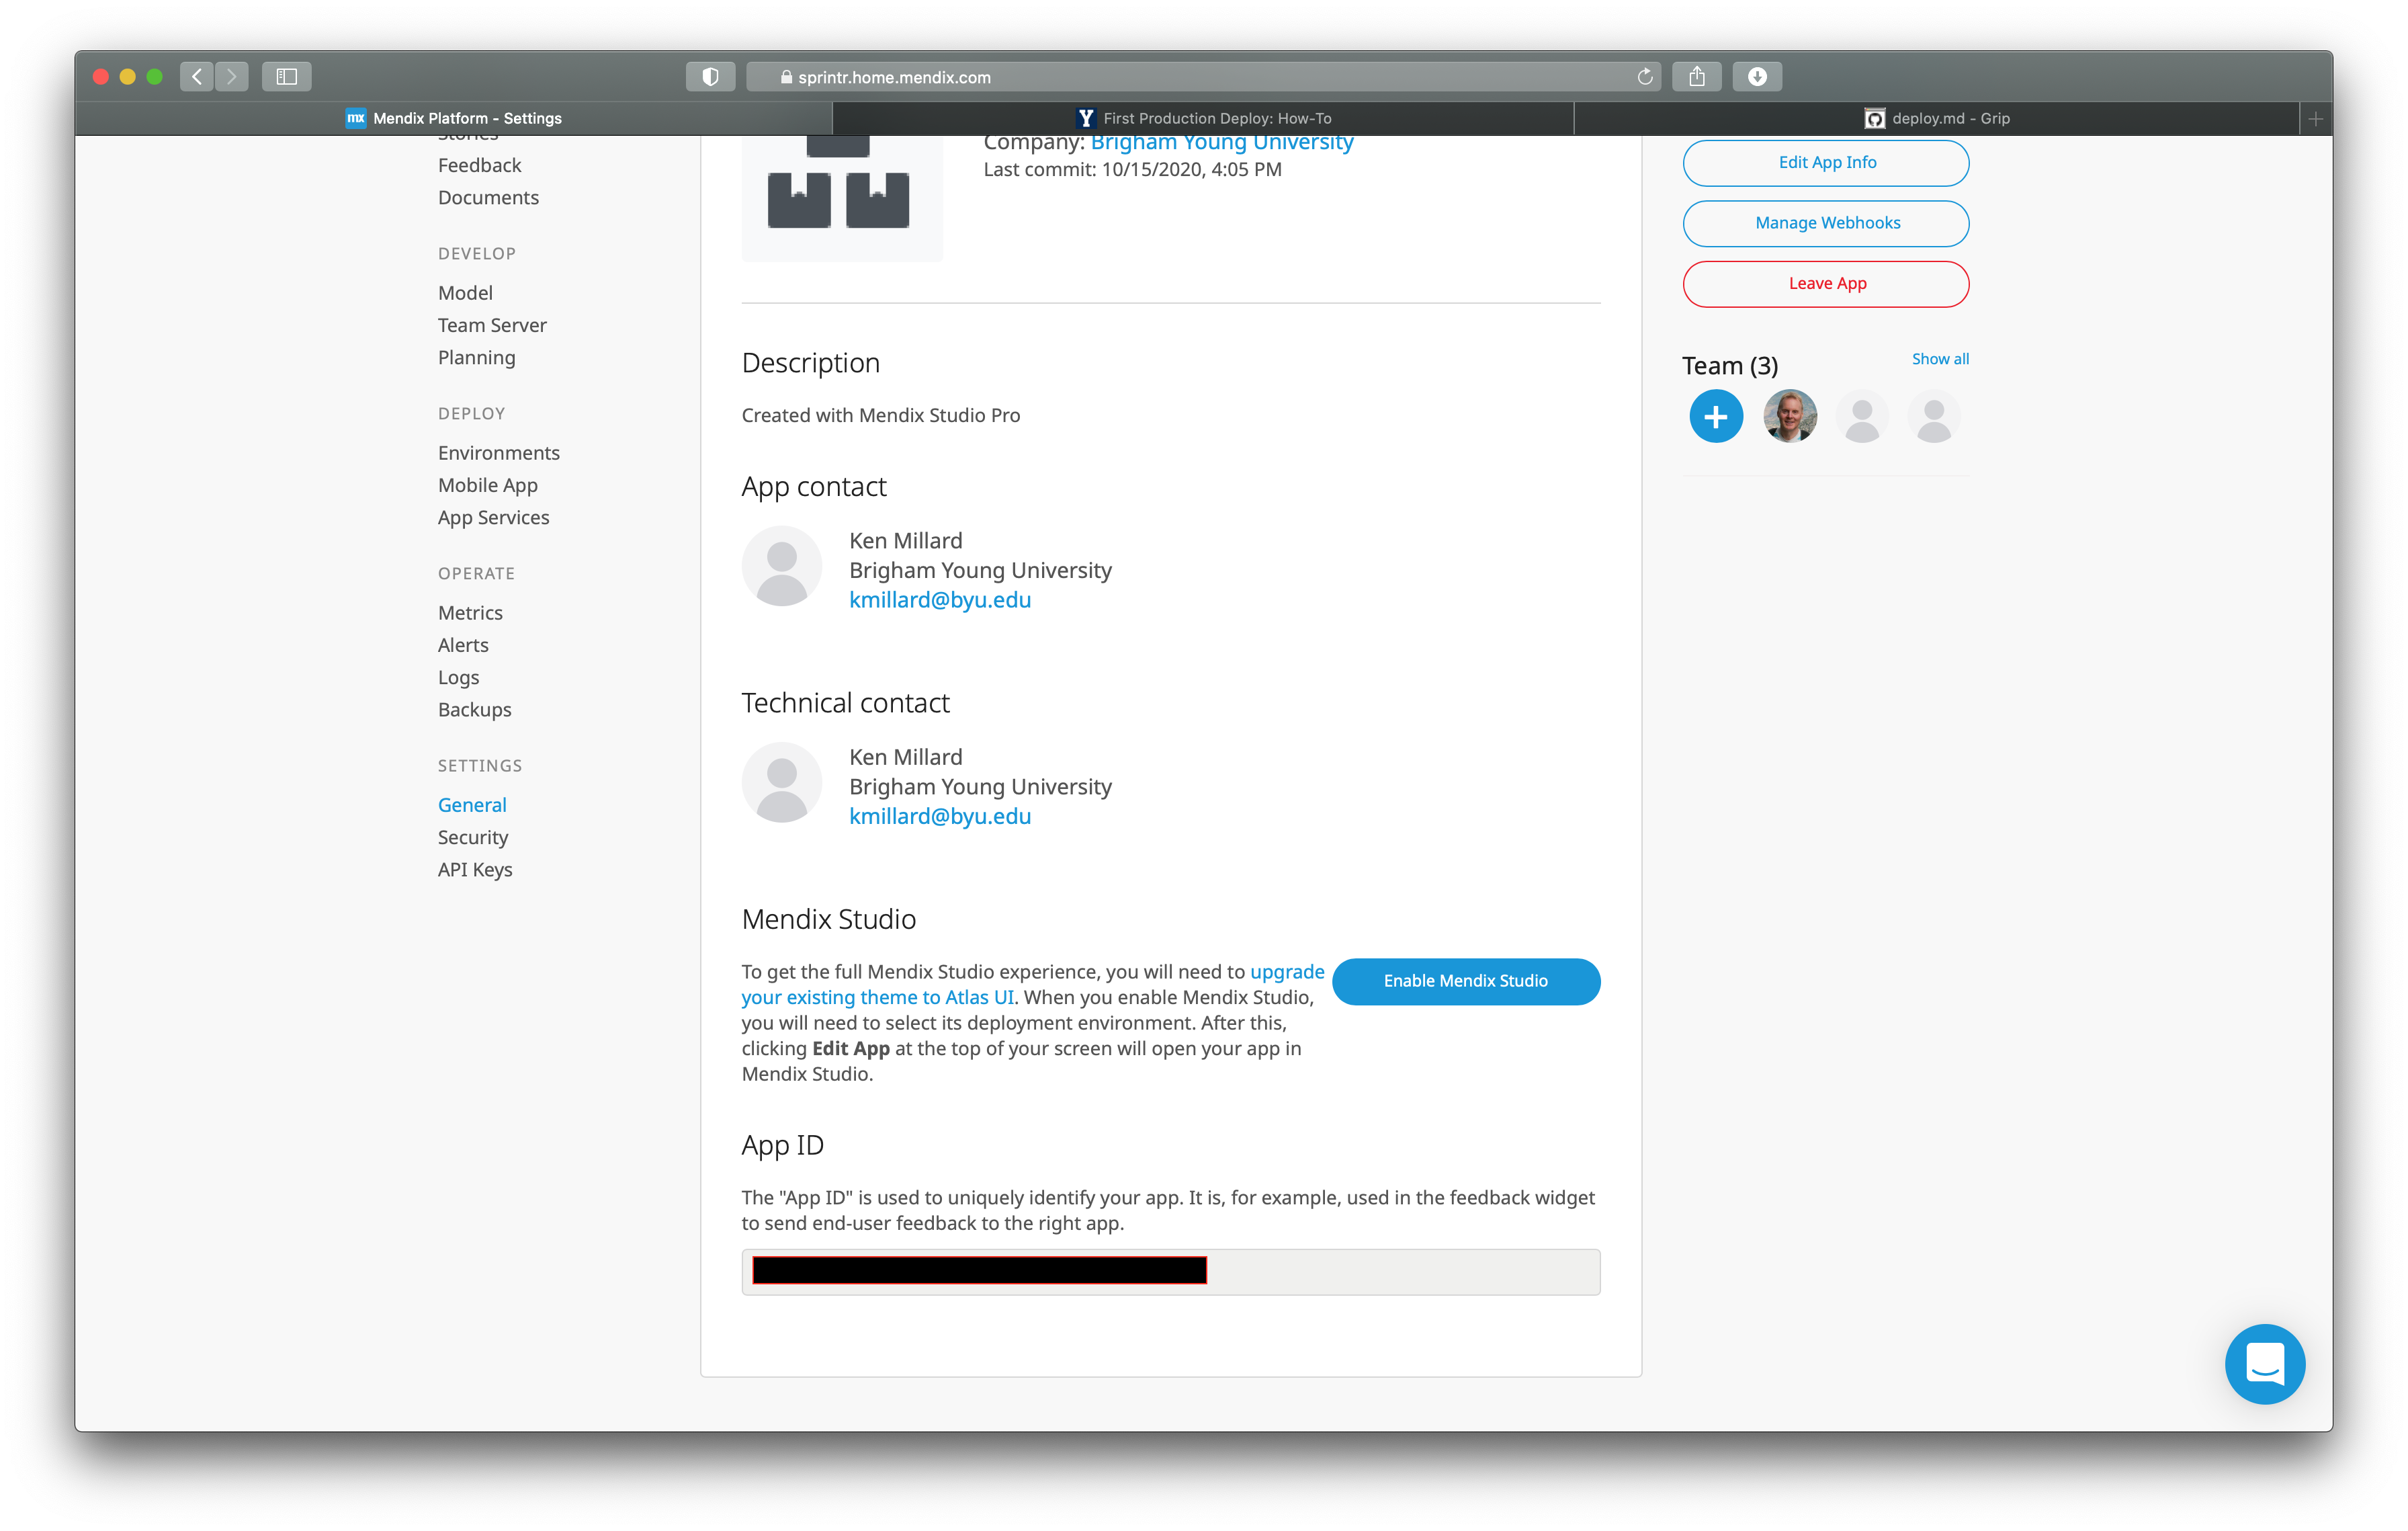 sprintr.home.mendix.com
mx Mendix Platform - Settings
Y First Production Deploy: How-To
deploy.md - Grip
Stories
Feedback
Documents
DEVELOP
Model
Team Server
Planning
DEPLOY
Environments
Mobile App
App Services
OPERATE
Metrics
Alerts
Logs
Backups
SETTINGS
General
Security
API Keys
Company: Brigham Young University
Last commit: 10/15/2020, 4:05 PM
Description
Created with Mendix Studio Pro
App contact
Ken Millard
Brigham Young University
kmillard@byu.edu
Technical contact
Ken Millard
Brigham Young University
kmillard@byu.edu
Mendix Studio
To get the full Mendix Studio experience, you will need to upgrade
your existing theme to Atlas UI. When you enable Mendix Studio,
you will need to select its deployment environment. After this,
clicking Edit App at the top of your screen will open your app in
Mendix Studio.
Enable Mendix Studio
App ID
The "App ID" is used to uniquely identify your app. It is, for example, used in the feedback widget
to send end-user feedback to the right app.
Edit App Info
Manage Webhooks
Leave App
Team (3)
Show all